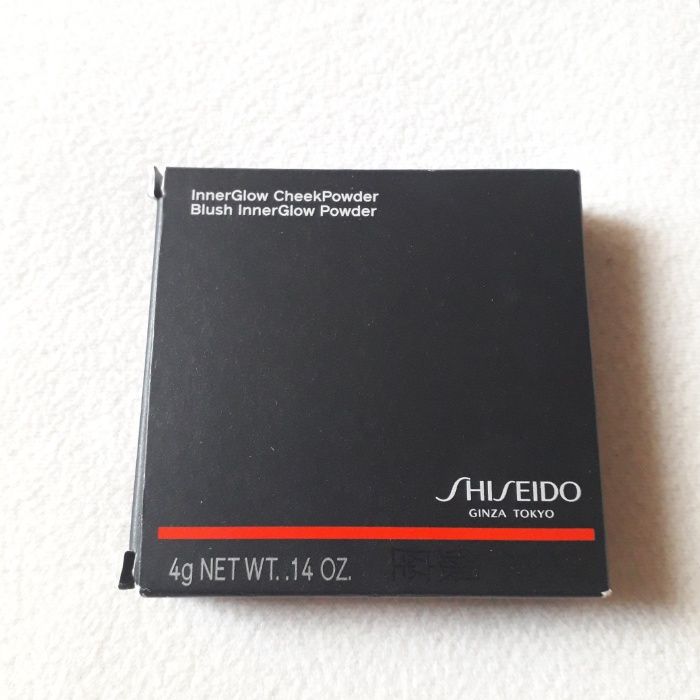 InnerGlow CheekPowder
Blush InnerGlow Powder
SHISEIDO
GINZA TOKYO
4g NET WT. .14 OZ.